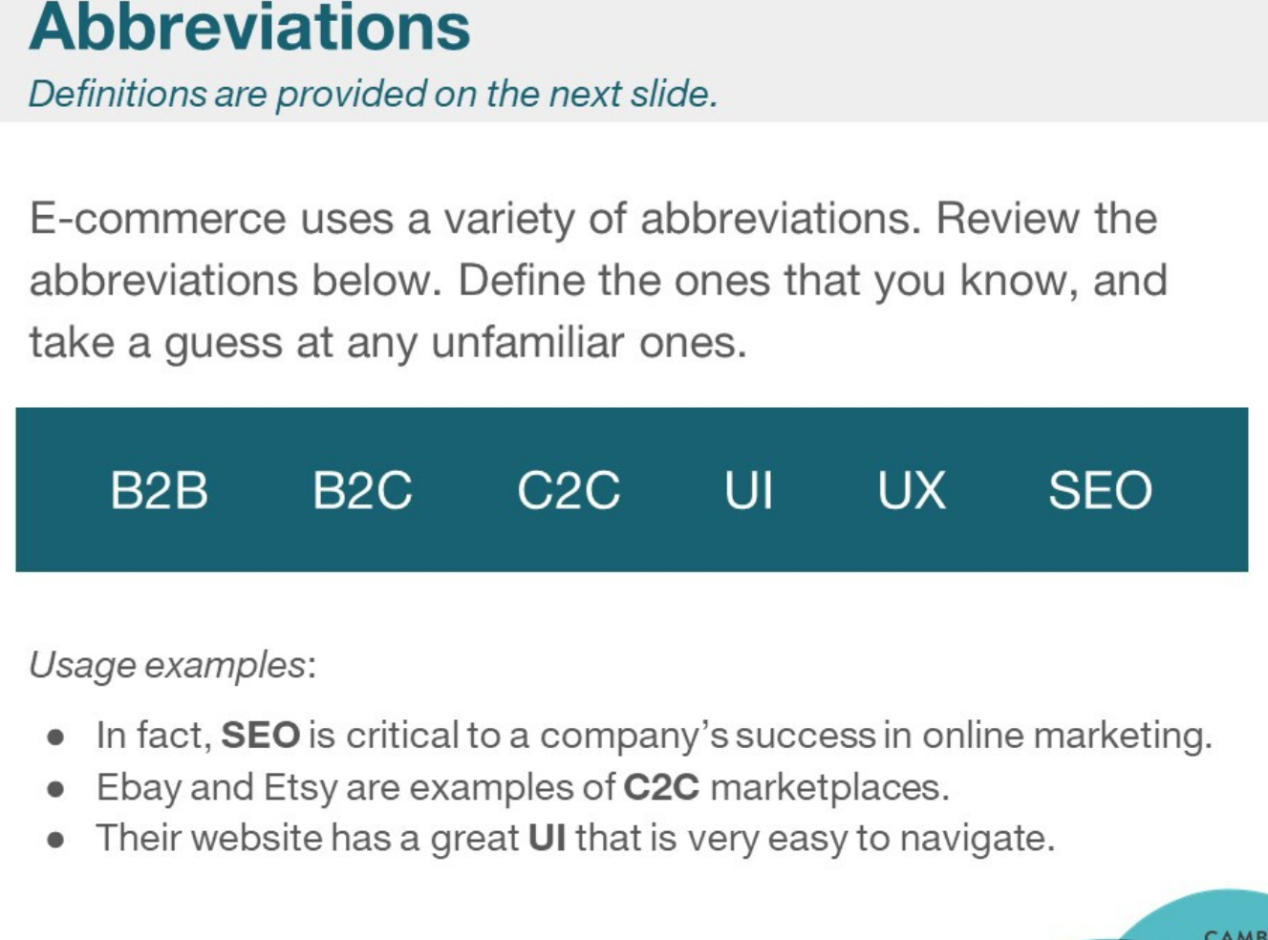 Abbreviations
Definitions are provided on the next slide.
E-commerce uses a variety of abbreviations. Review the
abbreviations below. Define the ones that you know, and
take a guess at any unfamiliar ones.
B2B B2C C2C UI UX SEO
Usage examples:
● In fact, SEO is critical to a company's success in online marketing.
● Ebay and Etsy are examples of C2C marketplaces.
● Their website has a great UI that is very easy to navigate.